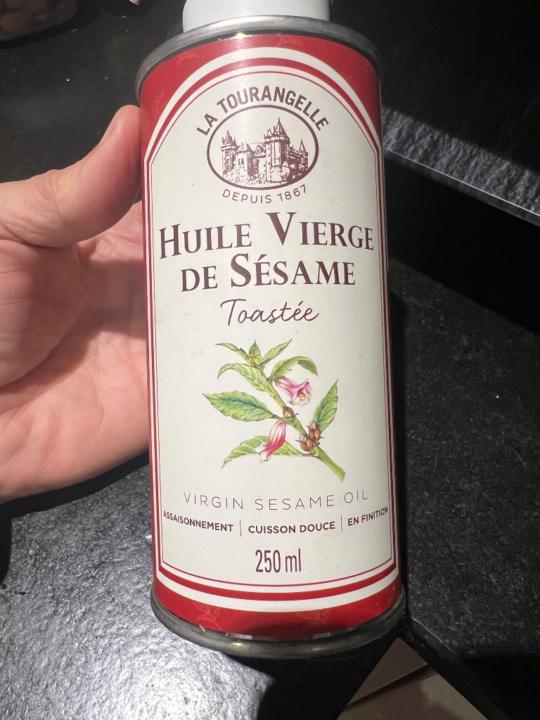 LA TOURANGELLE
DEPUIS 1867
HUILE VIERGE
DE SÉSAME
Toastée
VIRGIN SESAME OIL
ASSAISONNEMENT | CUISSON DOUCE | EN FINITION
250 ml